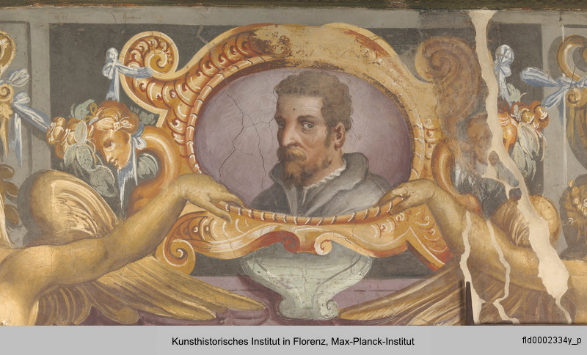 Kunsthistorisches Institut in Florenz, Max-Planck-Institut
fld0002334y_p